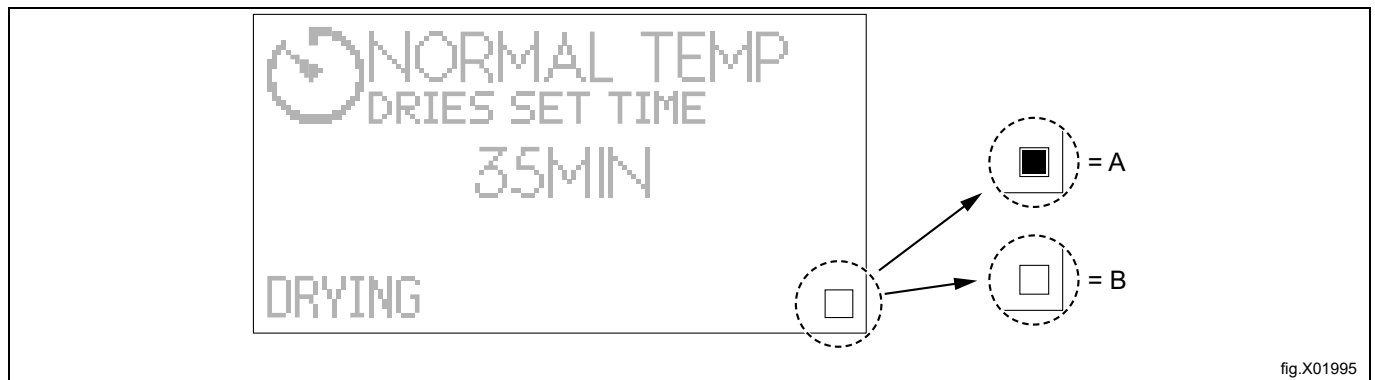 NORMAL TEMP
DRIES SET TIME
35MIN
DRYING
= A
= B
fig.X01995